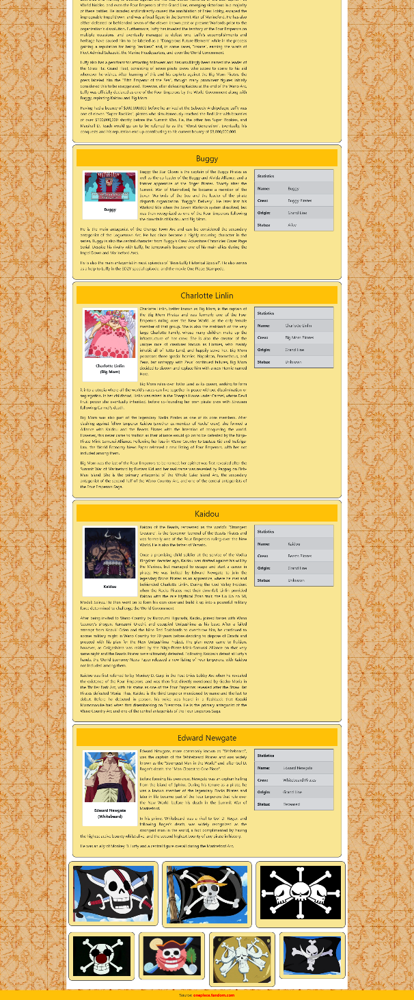 World Nobles, and even the Four Emperors of the Grand Line, emerging victorious in a majority
of these battles. He invaded and indirectly caused the annihilation of Enies Lobby, escaped the
impregnable Impel Down, and was a focal figure in the Summit War of Marineford. He has also
either defeated or befriended seven of the eleven known past or present Warlords prior to the
organization's dissolution. Furthermore, Luffy has invaded the territory of the Four Emperors on
multiple occasions, and eventually managed to defeat one. Luffy's accomplishments and
heritage have caused him to be labeled as a "Dangerous Future Element" while in the process
gaining a reputation for being "reckless" and, in some cases, "insane", earning the wrath of
Fleet Admiral Sakazuki, the Marine Headquarters, and even the World Government.
Luffy also has a penchant for attracting followers and has unwillingly been named the leader of
the Straw Hat Grand Fleet, consisting of seven pirate crews who swore to come to his aid
whenever he wishes. After learning of this and his exploits against the Big Mom Pirates, the
press labeled him the "Fifth Emperor of the Sea", though many prominent figures initially
considered this to be exaggerated. However, after defeating Kaidou at the end of the Wano Arc,
Luffy was officially declared as one of the Four Emperors by the World Government along with
Buggy, replacing Kaidou and Big Mom.
Having had a bounty of $300,000,000 before he arrived at the Sabaody Archipelago, Luffy was
one of eleven "Super Rookies", pirates who simultaneously reached the Red Line with bounties
of over $100,000,000 shortly before the Summit War. He, the other ten Super Rookies, and
Marshall D. Teach would go on to be referred to as the "Worst Generation". Eventually, his
conquests and his reputation end up contributing to his current bounty of $3,000,000,000.
Buggy
Buggy
Buggy the Star Clown is the captain of the Buggy Pirates as
well as the co-leader of the Buggy and Alvida Alliance, and a
former apprentice of the Roger Pirates. Shortly after the
Summit War of Marineford, he became a member of the
Seven Warlords of the Sea and the leader of the pirate
dispatch organization "Buggy's Delivery". He later lost his
Warlord title when the Seven Warlords system dissolved, but
was then recognized as one of the Four Emperors following
the downfalls of Kaidou and Big Mom.
He is the main antagonist of the Orange Town Arc and can be considered the secondary
antagonist of the Loguetown Arc. He has since become a highly recurring character in the
series. Buggy is also the central character from Buggy's Crew Adventure Chronicles Cover Page
Serial. Despite his rivalry with Luffy, he temporarily became one of his main allies during the
Impel Down and Marineford Arcs.
He is also the main antagonist in most episodes of "Boss Luffy Historical Special". He also serves
as a help to Luffy in the 3D2Y special episode, and the movie One Piece: Stampede.
Statistics
Name: Buggy
Crew: Buggy Pirates
Origin: Grand Line
Status: Alive
Charlotte Linlin
Charlotte Linlin
(Big Mom)
Charlotte Linlin, better known as Big Mom, is the captain of
the Big Mom Pirates and was formerly one of the Four
Emperors ruling over the New World, as the only female
member of that group. She is also the matriarch of the very
large Charlotte Family, whose many children make up the
infrastructure of her crew. She is also the creator of the
unique race of creatures known as Homies, who mainly
inhabit all of Totto Land, and happily serve her. Big Mom
possesses three special homies, Napoleon, Prometheus, and
Zeus, but unhappy with Zeus' continued failures, Big Mom
decided to disown and replace him with a new Homie named
Hera.
Big Mom rules over Totto Land as its queen, seeking to form
it into a utopia where all the world's races can live together in peace without discrimination or
segregation. In her childhood, Linlin was raised in the Sheep's House under Carmel, whose Devil
Fruit power she eventually inherited, before co-founding her own pirate crew with Streusen
following Carmel's death.
Big Mom was also part of the legendary Rocks Pirates as one of its core members. After
clashing against fellow Emperor Kaidou (another ex-member of Rocks' crew), she formed a
Alliance with Kaidou and the Beasts Pirates with the intention of conquering the world.
However, this never came to fruition as their alliance would go on to be defeated by the Ninja-
Pirate-Mink-Samurai Alliance. Following her loss in Wano Country to Eustass Kid and Trafalgar
Law, the World Economy News Paper released a new listing of Four Emperors, with her not
included among them.
Big Mom was the last of the Four Emperors to be named; her epithet was first revealed after the
Summit War of Marineford by Eustass Kid and her real name was revealed by Pappag on Fish-
Man Island. She is the primary antagonist of the Whole Cake Island Arc, the secondary
antagonist of the second half of the Wano Country Arc, and one of the central antagonists of
the Four Emperors Saga.
Statistics
Name: Charlotte Linlin
Crew: Big Mom Pirates
Origin: Grand Line
Status: Unknown
Kaidou
Kaidou
Kaidou of the Beasts, renowned as the world's "Strongest
Creature", is the Governor-General of the Beasts Pirates and
was formerly one of the Four Emperors ruling over the New
World. He is also the father of Yamato.
Once a promising child soldier at the service of the Vodka
Kingdom decades ago, Kaidou was drafted against his will by
the Marines, but managed to escape and start a career in
piracy. He was invited by Edward Newgate to join the
legendary Rocks Pirates as an apprentice, where he met and
befriended Charlotte Linlin. During the God Valley Incident
when the Rocks Pirates met their downfall, Linlin provided
Kaidou with the rare Mythical Zoan fruit, the Uo Uo no Mi,
Model: Seiryu. He then went on to form his own crew and build it up into a powerful military
force determined to challenge the World Government.
After being invited to Wano Country by Kurozumi Higurashi, Kaidou joined forces with Wano
Country's shogun, Kurozumi Orochi, and occupied Onigashima as his base. After a failed
attempt from Kozuki Oden and the Nine Red Scabbards to overthrow him, he continued to
accrue military might in Wano Country for 20 years before deciding to dispose of Orochi and
proceed with his plan for the New Onigashima Project. The plan never came to fruition,
however, as Onigashima was raided by the Ninja-Pirate-Mink-Samurai Alliance on that very
same night and the Beasts Pirates were ultimately defeated. Following Kaidou's defeat at Luffy's
hands, the World Economy News Paper released a new listing of Four Emperors, with Kaidou
not included among them.
Kaidou was first referred to by Monkey D. Garp in the Post-Enies Lobby Arc when he revealed
the existence of the Four Emperors, and was then first directly mentioned by Gecko Moria in
the Thriller Bark Arc, with his status as one of the Four Emperors revealed after the Straw Hat
Pirates defeated Moria. Thus, Kaidou is the third Emperor mentioned by name and the last to
debut. Before he debuted in person, his voice was heard in a flashback that Kozuki
Momonosuke had when first disembarking on Dressrosa. He is the primary antagonist of the
Wano Country Arc and one of the central antagonists of the Four Emperors Saga.
Statistics
Name: Kaidou
Crew: Beasts Pirates
Origin: Grand Line
Status: Unknown
Edward Newgate
Edward Newgate
(Whitebeard)
Edward Newgate, more commonly known as "Whitebeard",
was the captain of the Whitebeard Pirates and was widely
known as the "Strongest Man in the World" and, after Gol D.
Roger's death, the "Man Closest to One Piece".
Before forming his own crew, Newgate was an orphan hailing
from the island of Sphinx. During his tenure as a pirate, he
was a known member of the legendary Rocks Pirates and
later in life became part of the Four Emperors that rule over
the New World, before his death in the Summit War of
Marineford.
In his prime, Whitebeard was a rival to Gol D. Roger, and
following Roger's death, was widely recognized as the
strongest man in the world, a fact complimented by having
the highest active bounty whilst alive, and the second highest bounty of any pirate in history.
He was an ally of Monkey D. Luffy and a central figure overall during the Marineford Arc.
Statistics
Name: Edward Newgate
Crew: Whitebeard Pirates
Origin: Grand Line
Status: Deceased
Source: onepiece.fandom.com